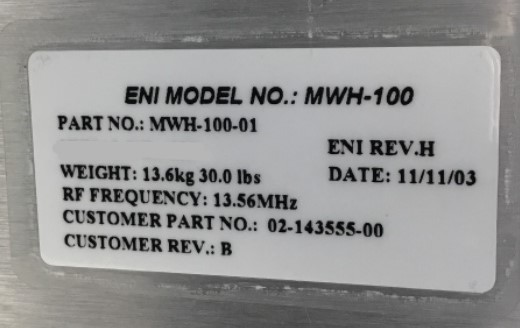 ENI MODEL NO.: MWH-100
PART NO.: MWH-100-01
ENI REV.H
WEIGHT: 13.6kg 30.0 lbs
DATE: 11/11/03
RF FREQUENCY: 13.56MHz
CUSTOMER PART NO.: 02-143555-00
CUSTOMER REV.: B